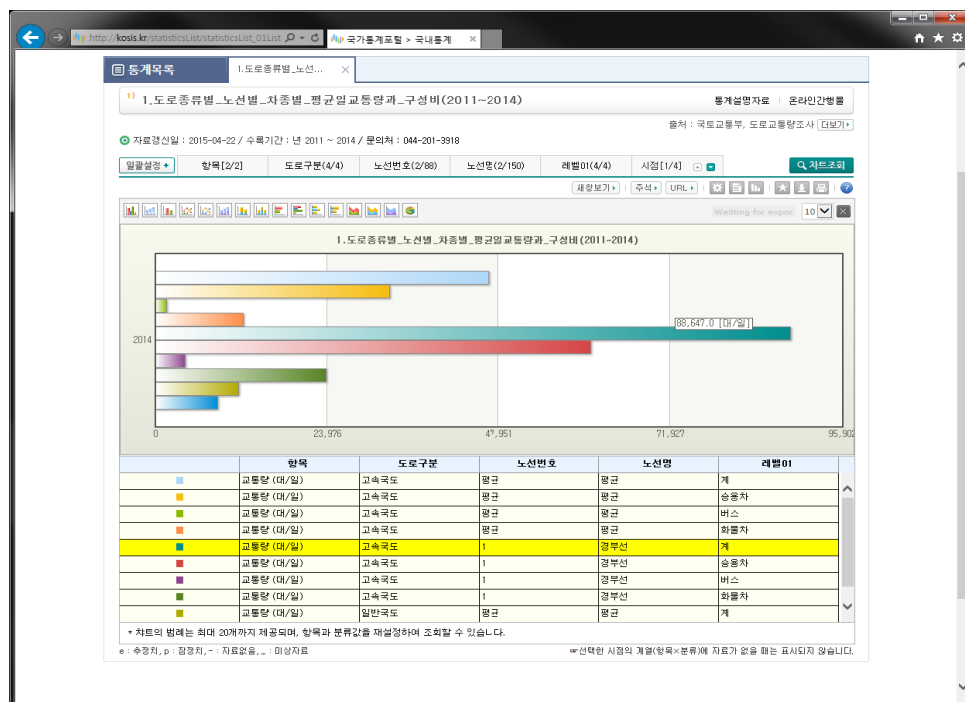 http://kosis.kr/statisticsList/statisticsList_01List
국가통계포털 > 국내통계
통계목록
1.도로종류별_노선...
1) 1,도로종류별_노선별_차종별_평균일교통량과_구성비(2011~2014)
통계설명자료
온라인간행물
출처 : 국토교통부, 도로교통량조사 더보기
자료갱신일 : 2015-04-22 / 수록기간 : 년 2011 ~ 2014 / 문의처 : 044-201-3918
일괄설정 + 항목[2/2] 도로구분(4/4) 노선번호(2/88) 노선명(2/150) 레벨01(4/4) 시점[1/4] 차트조회
새창보기 주석 URL
Waitting for expor 10
1.도로종류별_노선별_차종별_평균일교통량과_구성비(2011-2014)
88,647.0 [대/일]
2014
0 23,976 47,951 71,927 95,902
항목 도로구분 노선번호 노선명 레벨01
교통량 (대/일) 고속국도 평균 평균 계
교통량 (대/일) 고속국도 평균 평균 승용차
교통량 (대/일) 고속국도 평균 평균 버스
교통량 (대/일) 고속국도 평균 평균 화물차
교통량 (대/일) 고속국도 1 경부선 계
교통량 (대/일) 고속국도 1 경부선 승용차
교통량 (대/일) 고속국도 1 경부선 버스
교통량 (대/일) 고속국도 1 경부선 화물차
교통량 (대/일) 일반국도 평균 평균 계
* 챠트의 범례는 최대 20개까지 제공되며, 항목과 분류값을 재설정하여 조회할 수 있습니다.
e : 추정치, p : 잠정치, - : 자료없음, ... : 미상자료
☞선택한 시점의 계열(항목×분류)에 자료가 없을 때는 표시되지 않습니다.